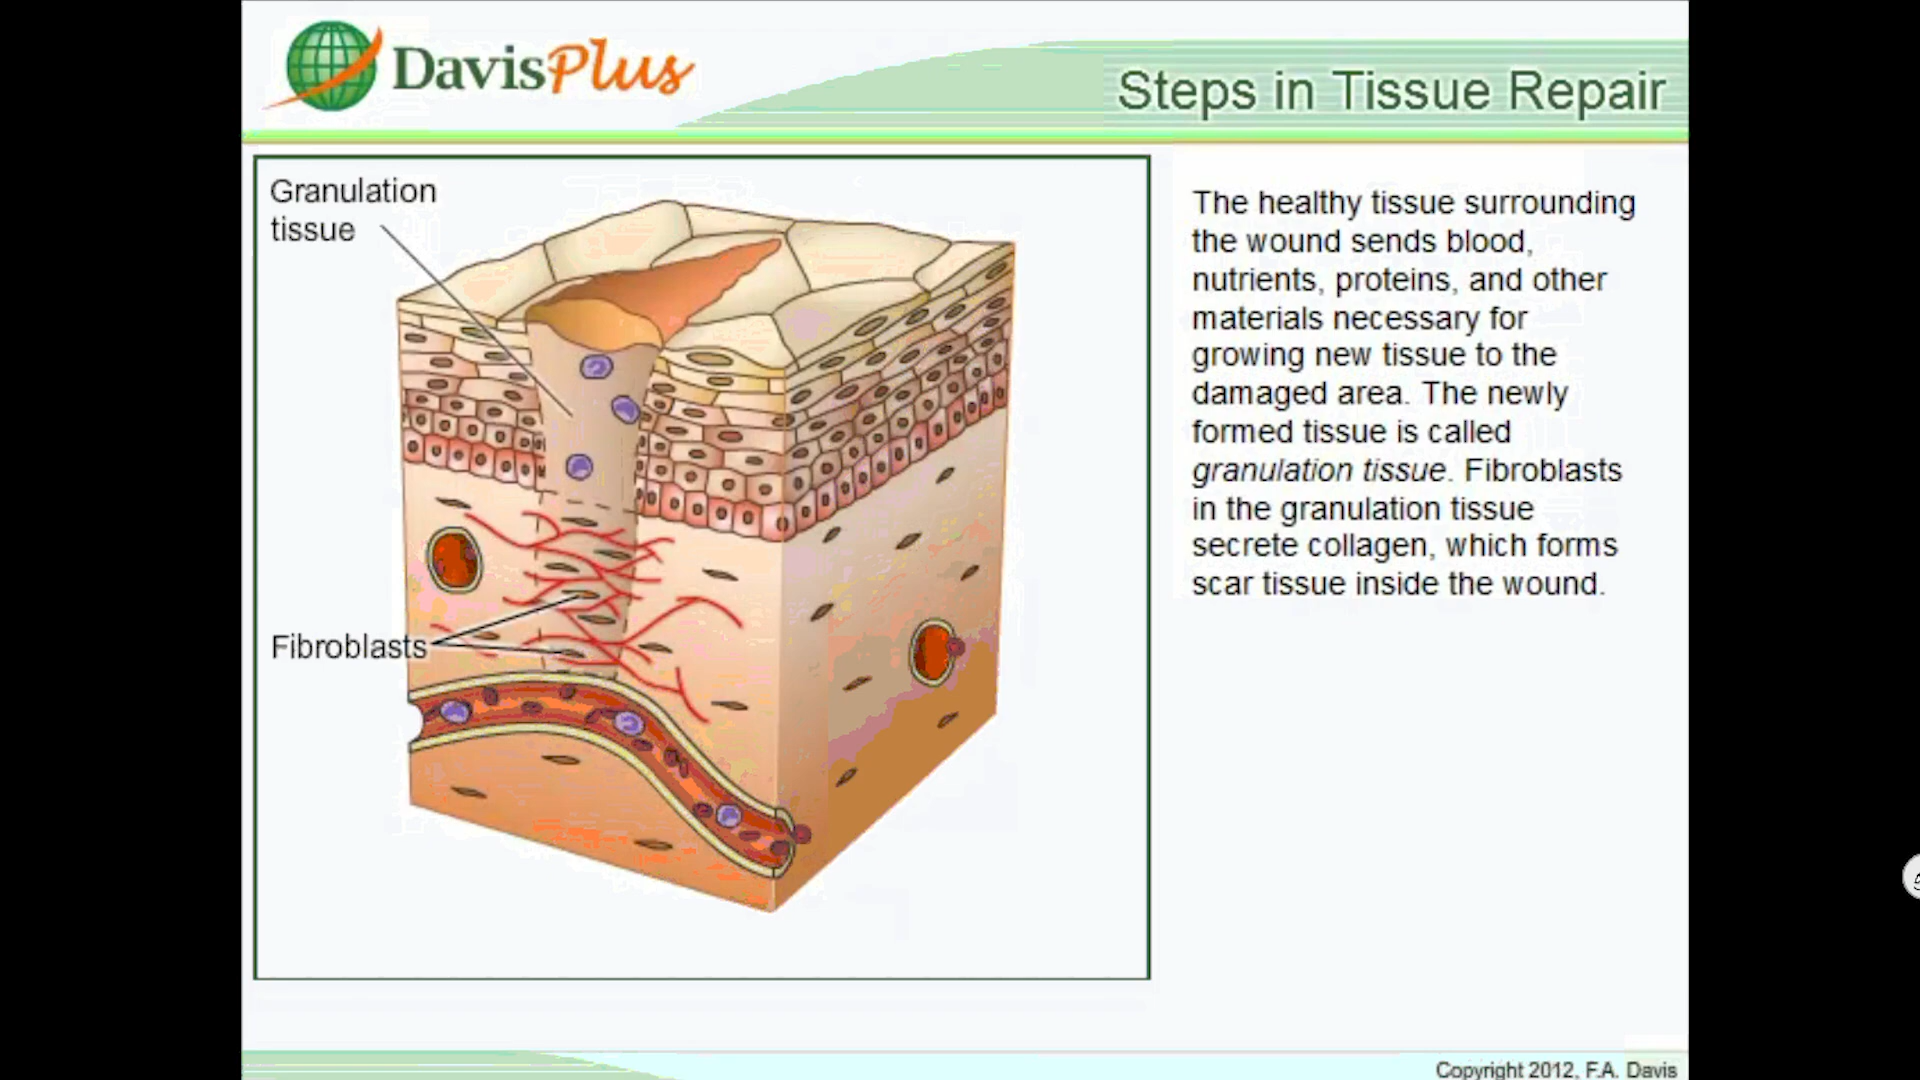 DavisPlus
Steps in Tissue Repair
Granulation
tissue
Fibroblasts
The healthy tissue surrounding
the wound sends blood,
nutrients, proteins, and other
materials necessary for
growing new tissue to the
damaged area. The newly
formed tissue is called
granulation tissue. Fibroblasts
in the granulation tissue
secrete collagen, which forms
scar tissue inside the wound.
Copyright 2012, F.A. Davis